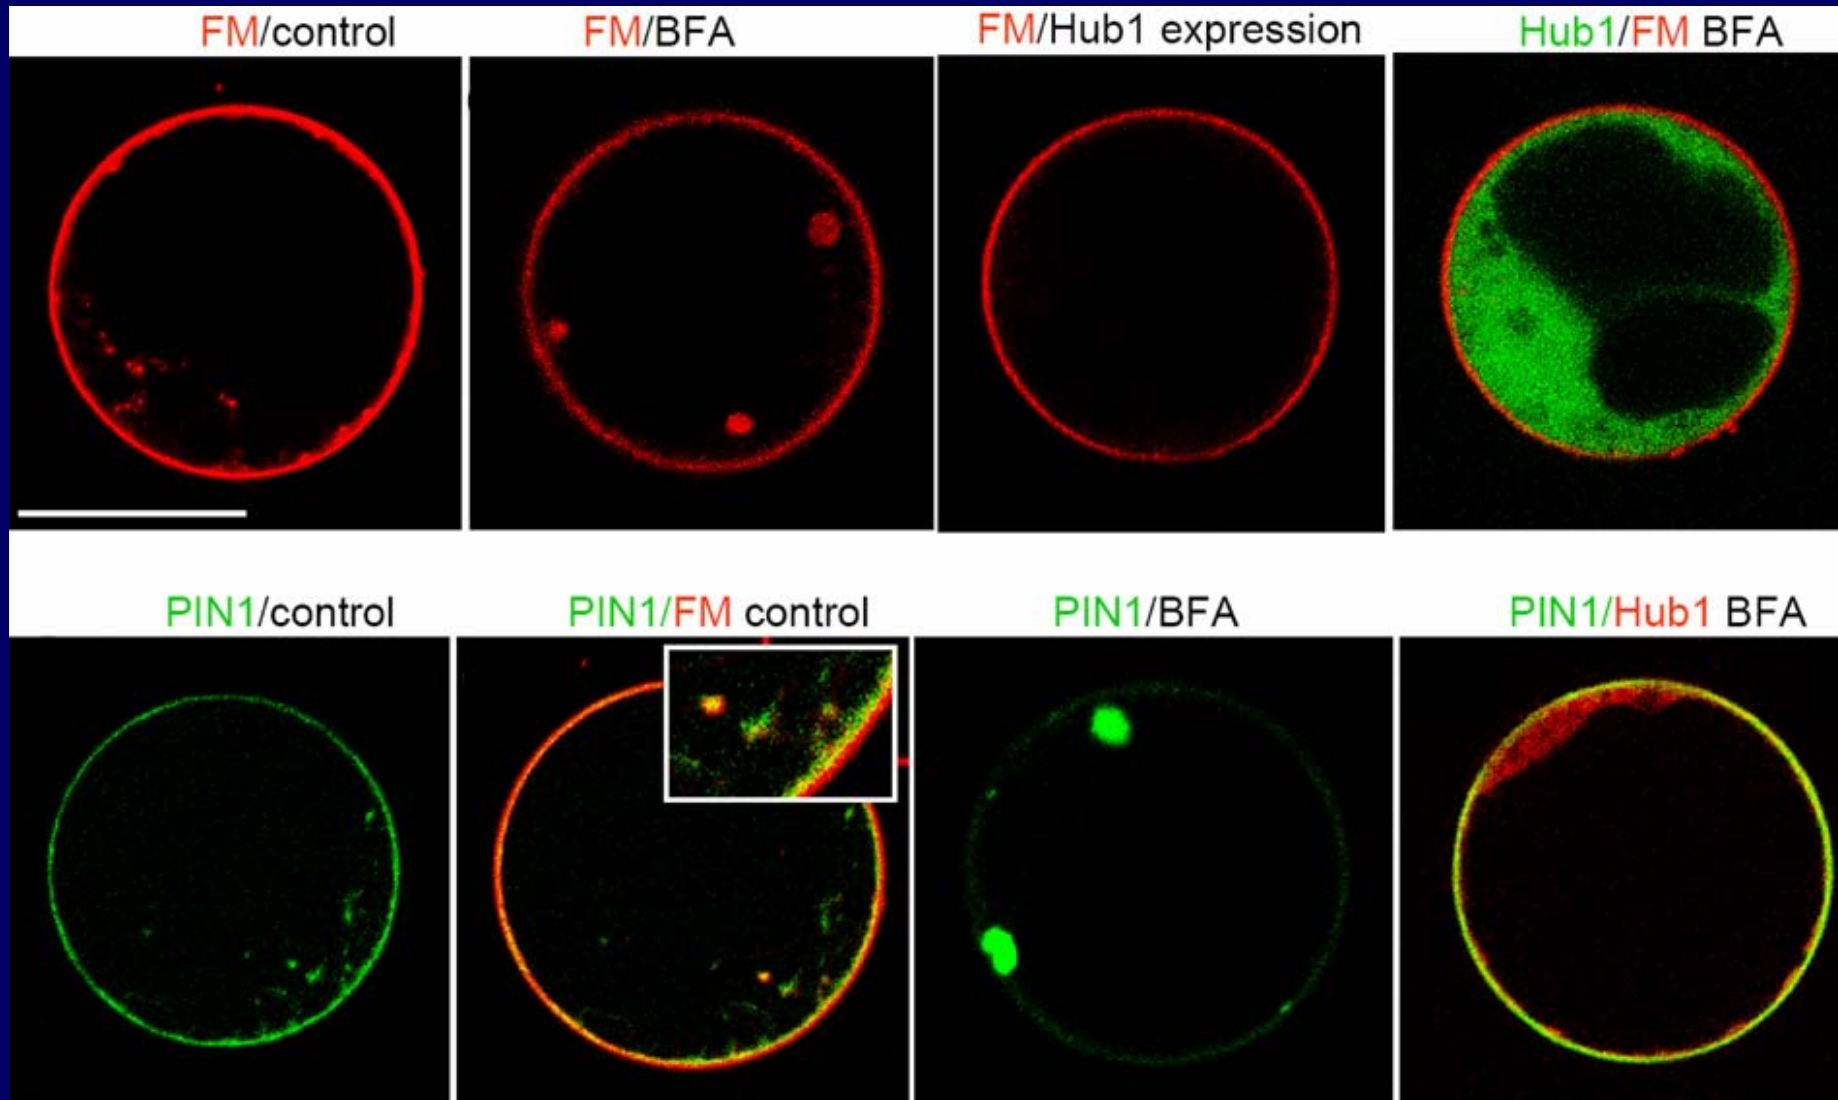 FM/control
FM/BFA
FM/Hub1 expression
Hub1/FM BFA
PIN1/control
PIN1/FM control
PIN1/BFA
PIN1/Hub1 BFA